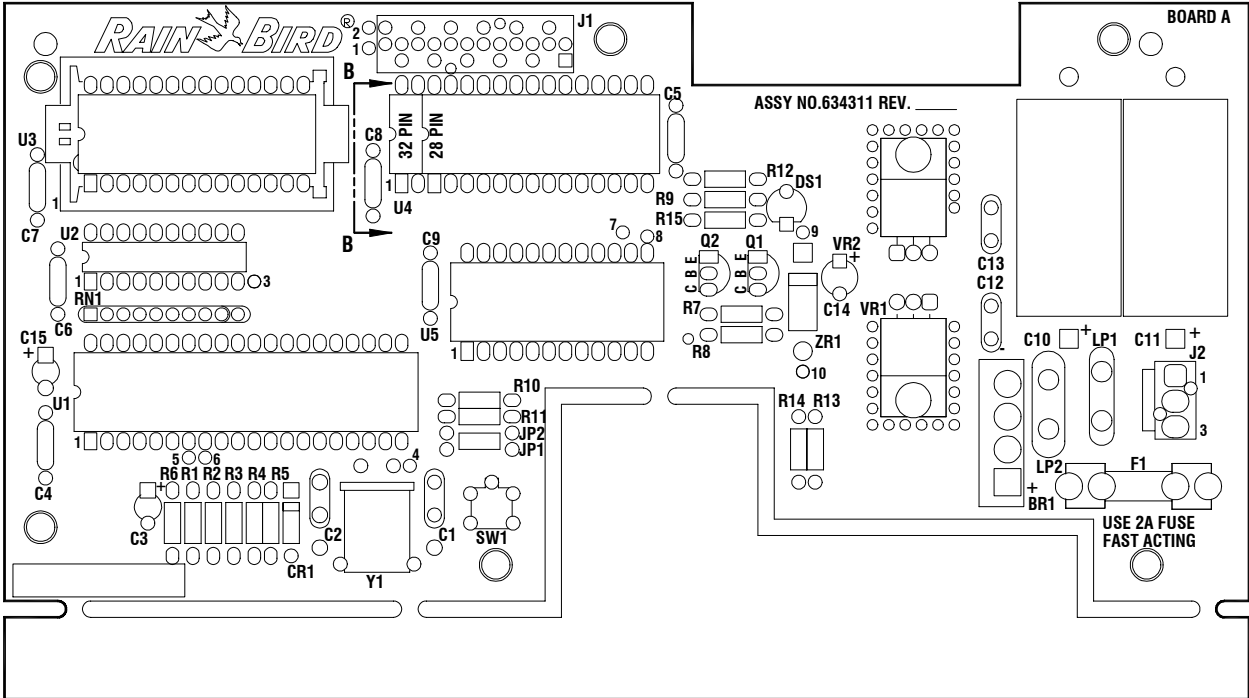 RAIN BIRD®
J1
2
1
BOARD A
B
ASSY NO.634311 REV. _____
C5
U3
C8
32 PIN
28 PIN
1
1
U4
R12
DS1
R9
R15
C7
U2
B
C9
7
8
9
Q2
Q1
VR2
+
C B E
C B E
C13
1
3
RN1
C12
C6
R7
C14
VR1
C15
+
U5
R8
ZR1
-
C10
+
LP1
C11
+
J2
1
10
U1
R10
R14 R13
1
R11
JP2
3
1
JP1
5
6
4
R6 R1 R2 R3 R4 R5
LP2
F1
C4
+
+
BR1
C3
C2
C1
SW1
USE 2A FUSE
FAST ACTING
CR1
Y1